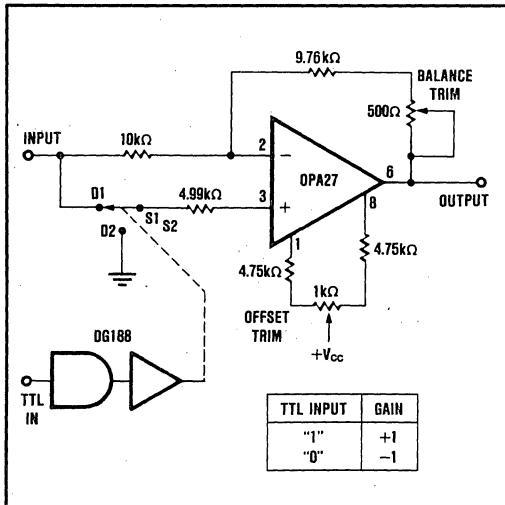 9.76kΩ
BALANCE
TRIM
500Ω
INPUT
10kΩ
2
−
OPA27
6
OUTPUT
D1
S1
S2
4.99kΩ
3
+
8
D2
1
4.75kΩ
4.75kΩ
1kΩ
OFFSET
TRIM
+Vcc
DG188
TTL
IN
TTL INPUT GAIN
"1" +1
"0" −1